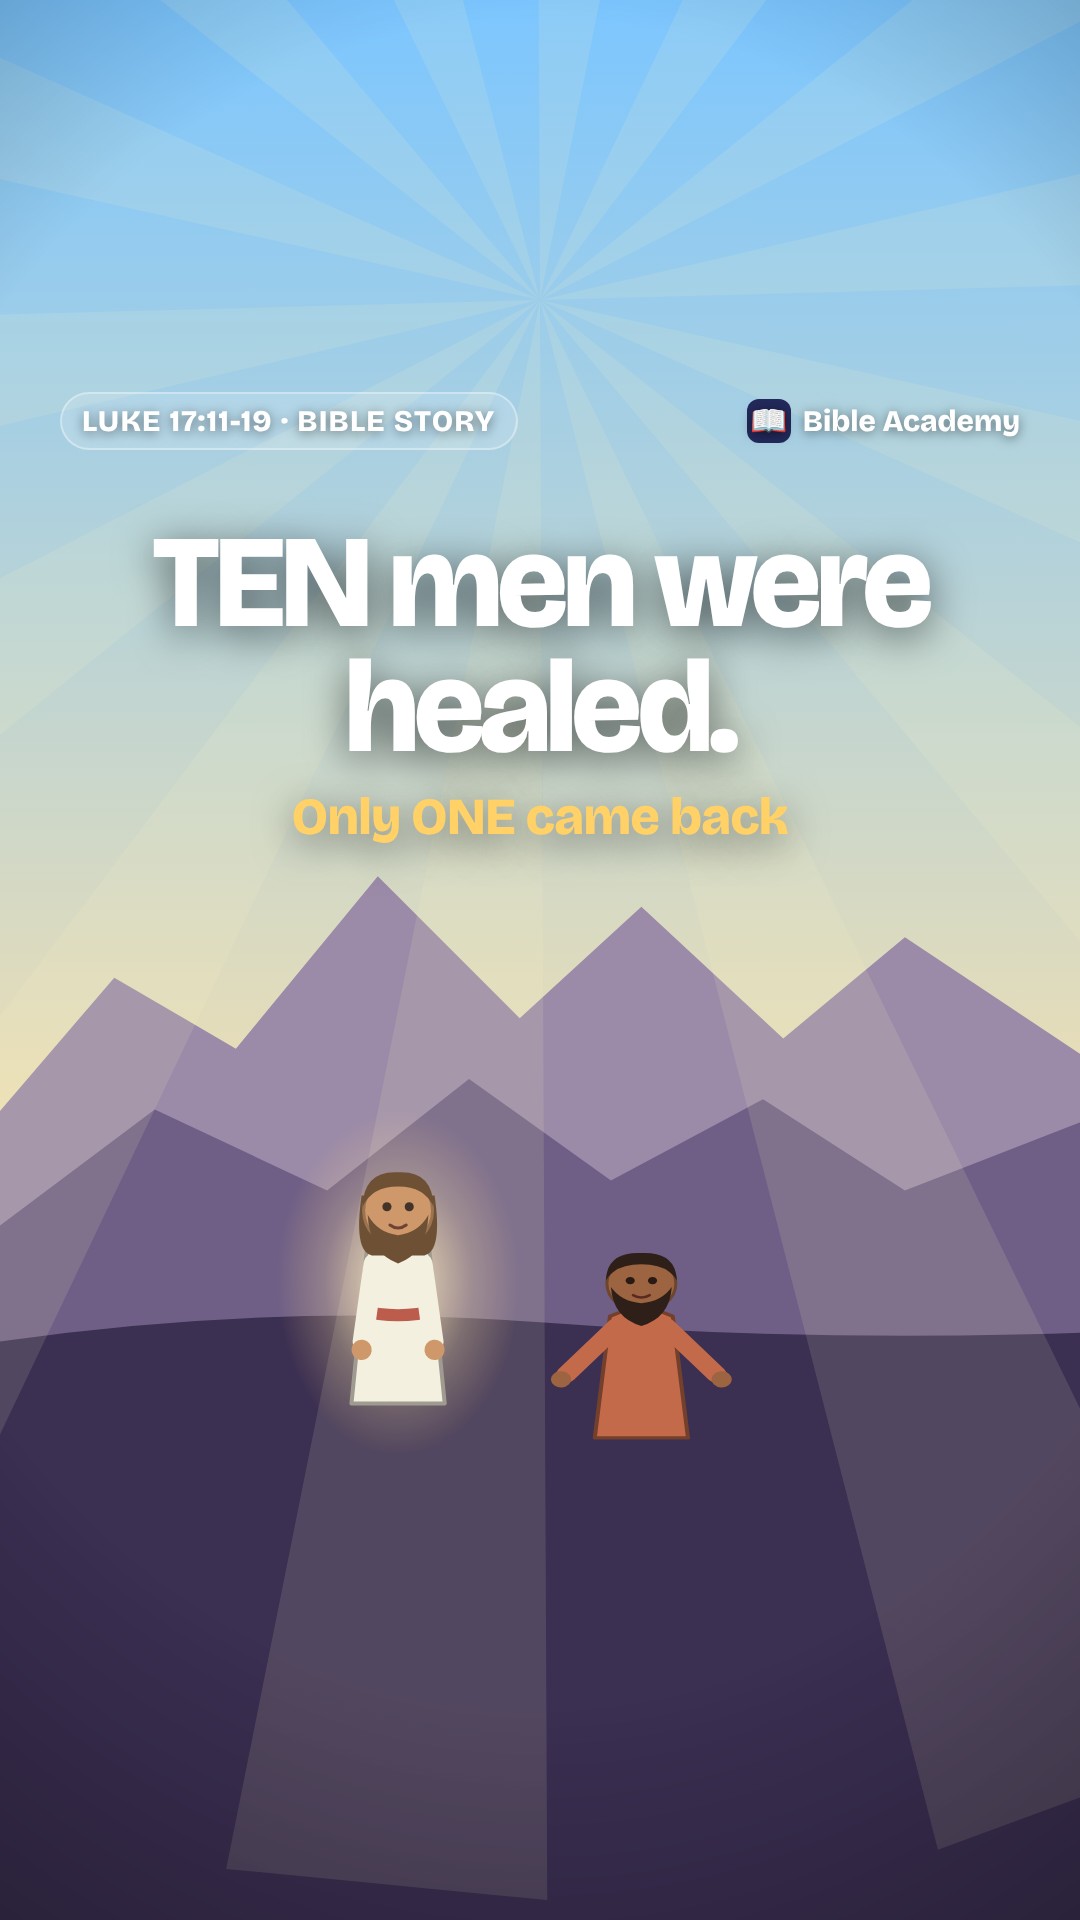 LUKE 17:11-19 · BIBLE STORY
Bible Academy
TEN men were
healed.
Only ONE came back